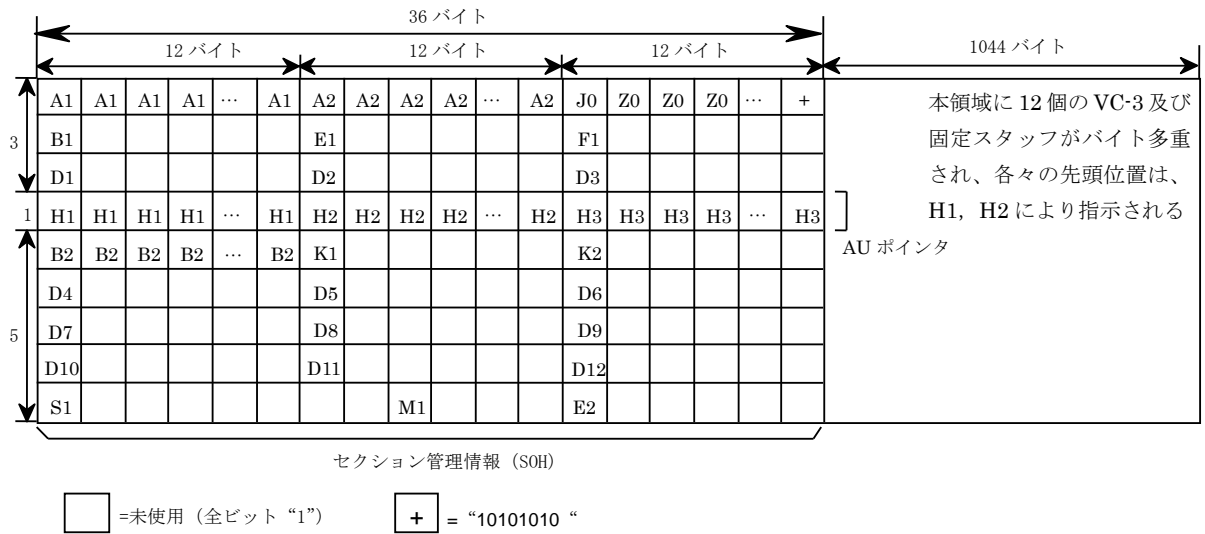 36 バイト
12 バイト 12 バイト 12 バイト 1044 バイト
3
A1 A1 A1 A1 … A1 A2 A2 A2 A2 … A2 J0 Z0 Z0 Z0 … +
B1 E1 F1
D1 D2 D3
1 H1 H1 H1 H1 … H1 H2 H2 H2 H2 … H2 H3 H3 H3 H3 … H3
5
B2 B2 B2 B2 … B2 K1 K2
D4 D5 D6
D7 D8 D9
D10 D11 D12
S1 M1 E2
本領域に 12 個の VC-3 及び
固定スタッフがバイト多重
され、各々の先頭位置は、
H1, H2 により指示される
AU ポインタ
セクション管理情報 (SOH)
=未使用（全ビット“1”）
+ = “10101010 “